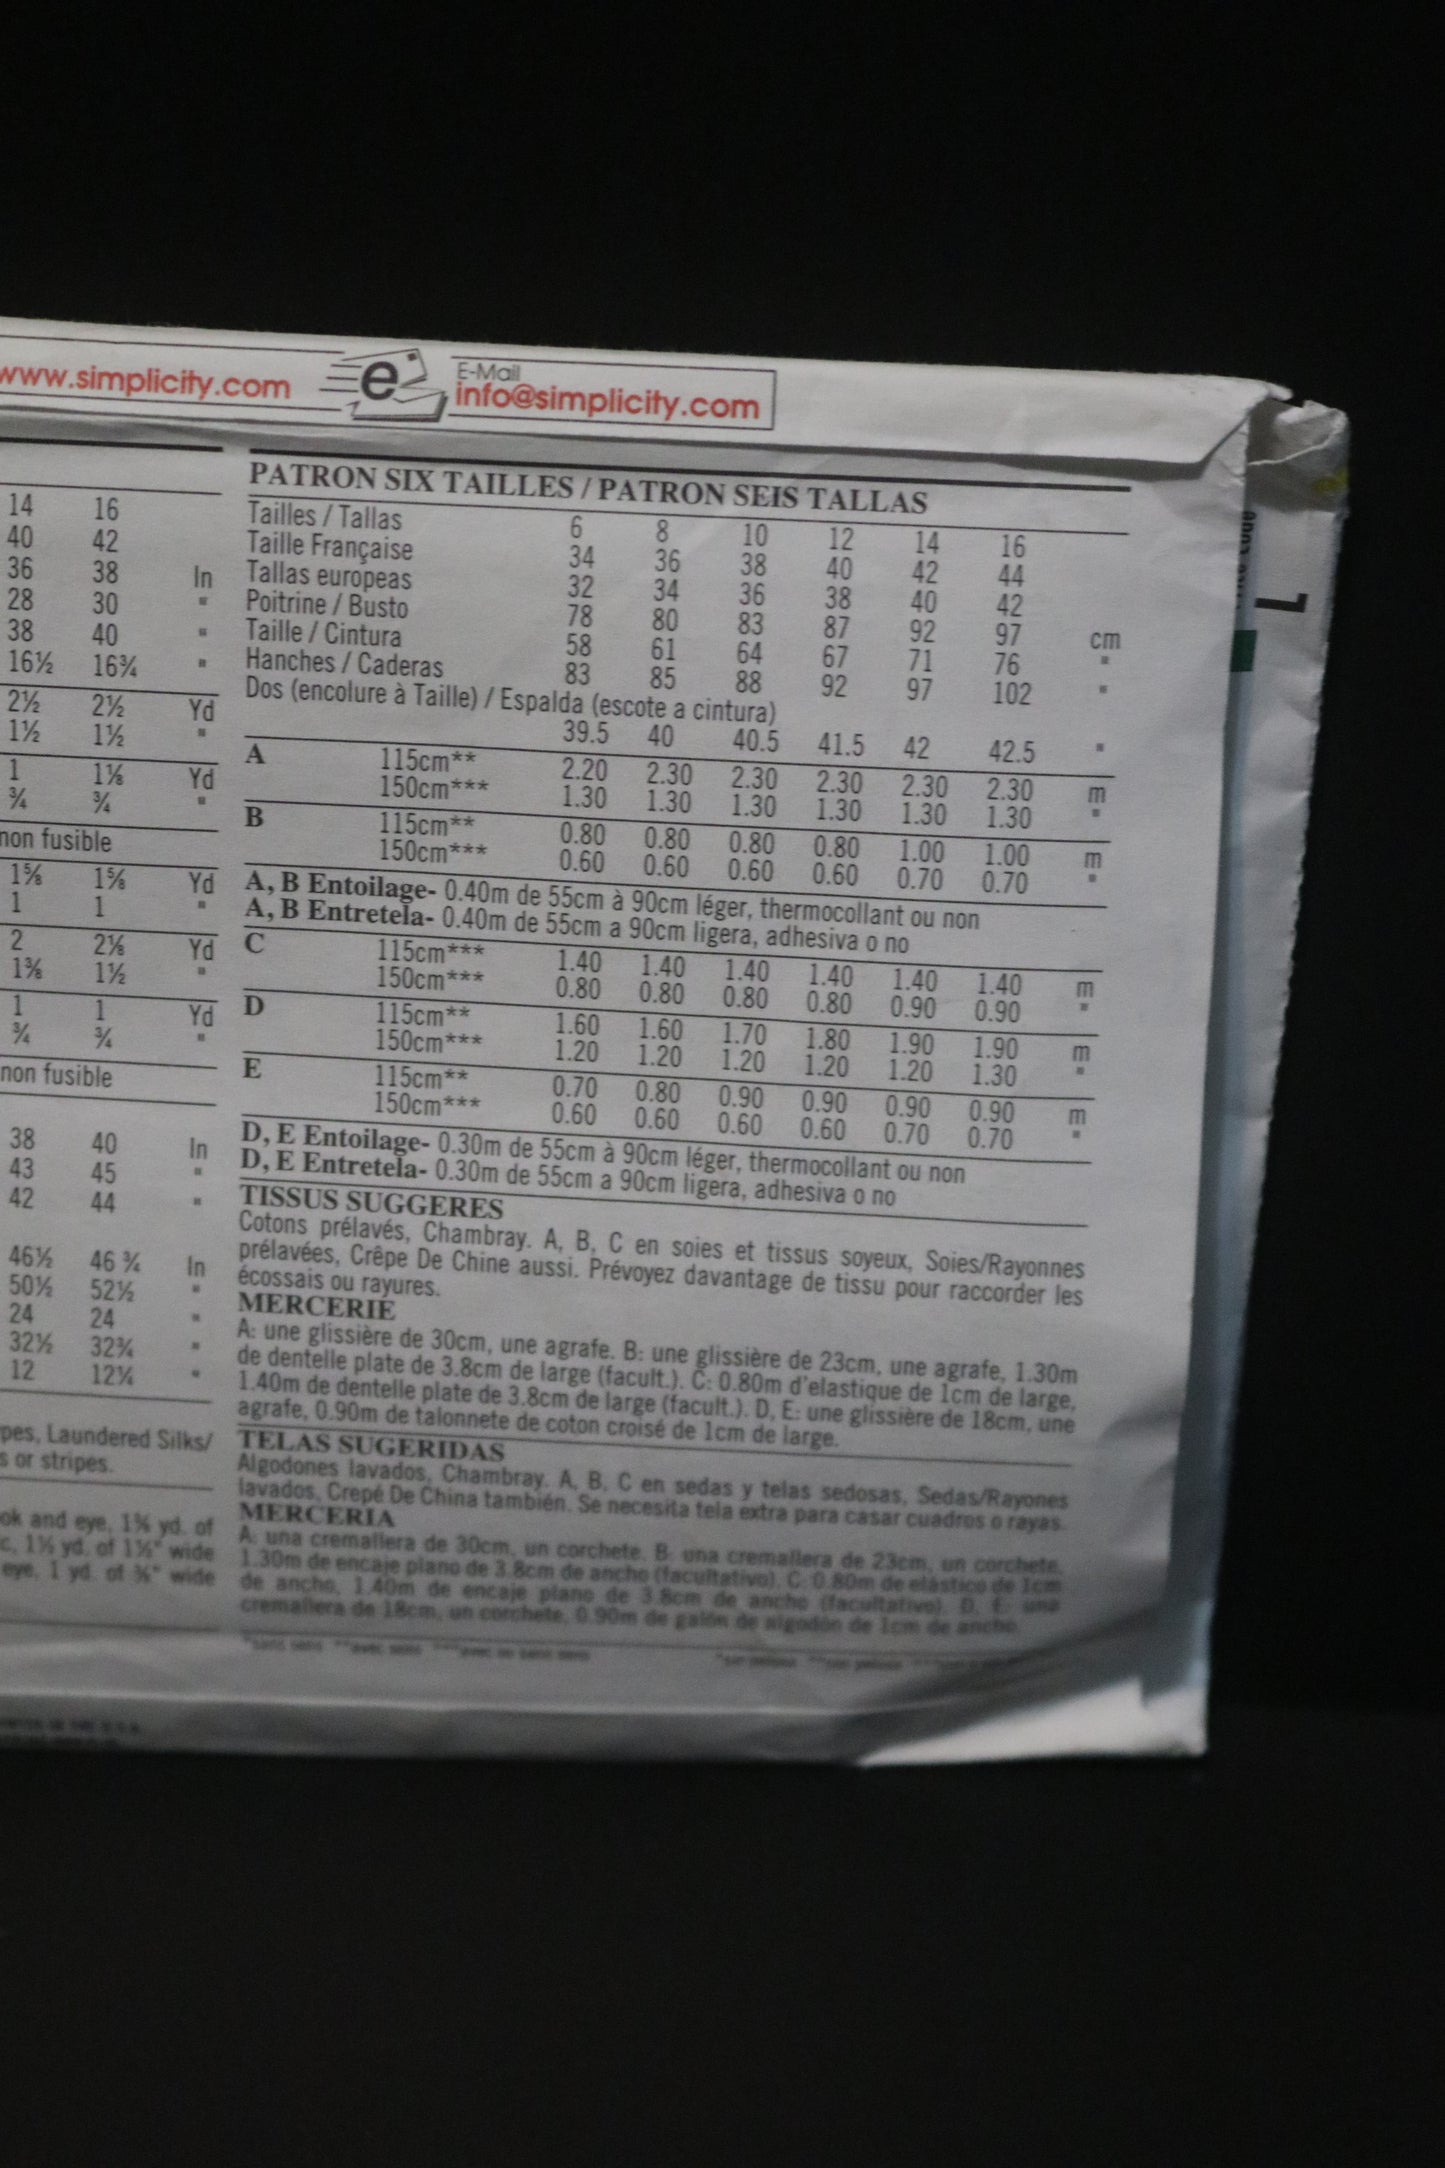 www.simplicity.com
e
E-Mail
info@simplicity.com
14 16
40 42
36 38 In
28 30 "
38 40 "
16½ 16¾ "
2½ 2½ Yd
1½ 1½ "
1 1⅛ Yd
¾ ¾ "
non fusible
1⅝ 1⅝ Yd
1 1 "
2 2⅛ Yd
1⅜ 1½ "
1 1 Yd
¾ ¾ "
non fusible
38 40 In
43 45 "
42 44 "
46½ 46 ¾ In
50½ 52½ "
24 24 "
32½ 32¾ "
12 12¼ "
pes, Laundered Silks/
s or stripes.
ok and eye, yd. of
yd. of wide
eye, 1 yd. of wide
PATRON SIX TAILLES / PATRON SEIS TALLAS
Tailles / Tallas 6 8 10 12 14 16
Taille Française 34 36 38 40 42 44
Tallas europeas 32 34 36 38 40 42
Poitrine / Busto 78 80 83 87 92 97 cm
Taille / Cintura 58 61 64 67 71 76 "
Hanches / Caderas 83 85 88 92 97 102 "
Dos (encolure à Taille) / Espalda (escote a cintura)
39.5 40 40.5 41.5 42 42.5 "
A 115cm** 2.20 2.30 2.30 2.30 2.30 2.30 m
150cm*** 1.30 1.30 1.30 1.30 1.30 1.30 "
B 115cm** 0.80 0.80 0.80 0.80 1.00 1.00 m
150cm*** 0.60 0.60 0.60 0.60 0.70 0.70 "
A, B Entoilage- 0.40m de 55cm à 90cm léger, thermocollant ou non
A, B Entretela- 0.40m de 55cm a 90cm ligera, adhesiva o no
C 115cm*** 1.40 1.40 1.40 1.40 1.40 1.40 m
150cm*** 0.80 0.80 0.80 0.80 0.90 0.90 "
D 115cm** 1.60 1.60 1.70 1.80 1.90 1.90 m
150cm*** 1.20 1.20 1.20 1.20 1.20 1.30 "
E 115cm** 0.70 0.80 0.90 0.90 0.90 0.90 m
150cm*** 0.60 0.60 0.60 0.60 0.70 0.70 "
D, E Entoilage- 0.30m de 55cm à 90cm léger, thermocollant ou non
D, E Entretela- 0.30m de 55cm a 90cm ligera, adhesiva o no
TISSUS SUGGERES
Cotons prélavés, Chambray. A, B, C en soies et tissus soyeux, Soies/Rayonnes
prélavées, Crêpe De Chine aussi. Prévoyez davantage de tissu pour raccorder les
écossais ou rayures.
MERCERIE
A: une glissière de 30cm, une agrafe. B: une glissière de 23cm, une agrafe, 1.30m
de dentelle plate de 3.8cm de large (facult.). C: 0.80m d'elastique de 1cm de large,
1.40m de dentelle plate de 3.8cm de large (facult.). D, E: une glissière de 18cm, une
agrafe, 0.90m de talonnete de coton croisé de 1cm de large.
TELAS SUGERIDAS
Algodones lavados, Chambray. A, B, C en sedas y telas sedosas, Sedas/Rayones
lavados, Crepé De China también. Se necesita tela extra para casar cuadros o rayas.
MERCERIA
A: una cremallera de 30cm, un corchete. B: una cremallera de 23cm, un corchete,
1.30m de encaje plano de 3.8cm de ancho (facultativo). C: 0.80m de elástico de 1cm
de ancho, 1.40m de encaje plano de 3.8cm de ancho (facultativo). D, E: una
cremallera de 18cm, un corchete, 0.90m de galón de algodón de 1cm de ancho.
*sans sens **avec sens ***avec ou sans sens